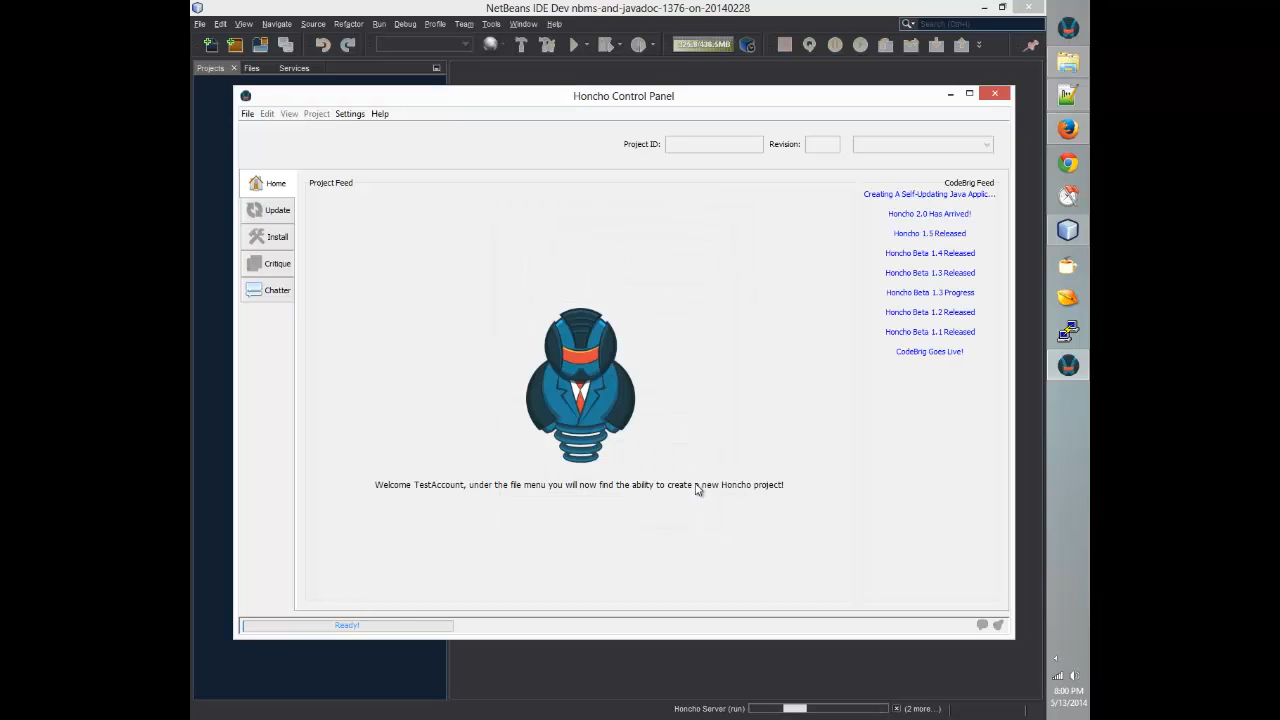 NetBeans IDE Dev nbms-and-javadoc-1376-on-20140228
File Edit View Navigate Source Refactor Run Debug Profile Team Tools Window Help
Search (Ctrl+I)
Projects Files Services
Honcho Control Panel
File Edit View Project Settings Help
Project ID: Revision:
Home
Update
Install
Critique
Chatter
Project Feed
CodeBrig Feed
Creating A Self-Updating Java Applic...
Honcho 2.0 Has Arrived!
Honcho 1.5 Released
Honcho Beta 1.4 Released
Honcho Beta 1.3 Released
Honcho Beta 1.3 Progress
Honcho Beta 1.2 Released
Honcho Beta 1.1 Released
CodeBrig Goes Live!
Welcome TestAccount, under the file menu you will now find the ability to create a new Honcho project!
Ready!
Honcho Server (run) (2 more...)
8:00 PM
5/13/2014